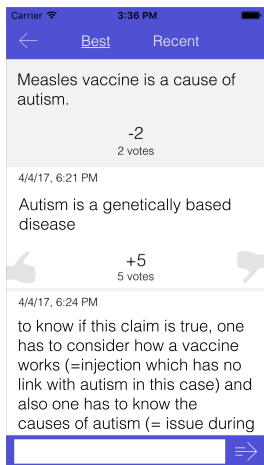 Carrier 3:36 PM
Best Recent
Measles vaccine is a cause of
autism.
-2
2 votes
4/4/17, 6:21 PM
Autism is a genetically based
disease
+5
5 votes
4/4/17, 6:24 PM
to know if this claim is true, one
has to consider how a vaccine
works (=injection which has no
link with autism in this case) and
also one has to know the
causes of autism (= issue during